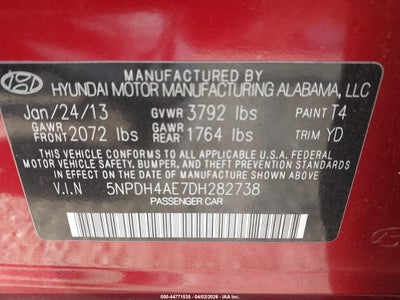 MANUFACTURED BY
HYUNDAI MOTOR MANUFACTURING ALABAMA, LLC
Jan/24/13 GVWR 3792 lbs PAINT T4
GAWR FRONT 2072 lbs GAWR REAR 1764 lbs TRIM YD
THIS VEHICLE CONFORMS TO ALL APPLICABLE U.S. FEDERAL
MOTOR VEHICLE SAFETY, BUMPER, AND THEFT PREVENTION
STANDARDS IN EFFECT ON THE DATE OF MANUFACTURE SHOWN ABOVE.
V.I.N 5NPDH4AE7DH282738
PASSENGER CAR
000-44771535 - 04/02/2026 - IAA Inc.